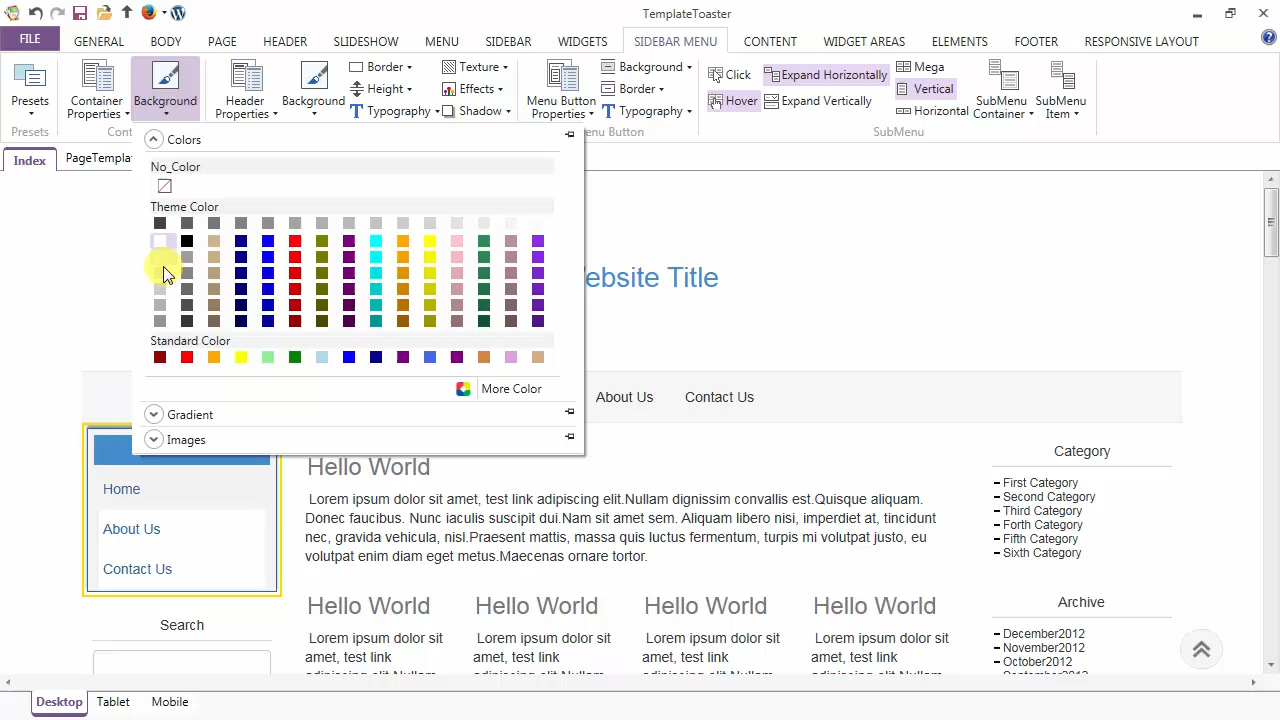 TemplateToaster
FILE GENERAL BODY PAGE HEADER SLIDESHOW MENU SIDEBAR WIDGETS SIDEBAR MENU CONTENT WIDGET AREAS ELEMENTS FOOTER RESPONSIVE LAYOUT
Presets
Container Properties
Background
Header Properties
Background
Border
Height
Typography
Texture
Effects
Shadow
Menu Button Properties
Background
Border
Typography
Click
Hover
Expand Horizontally
Expand Vertically
Mega
Vertical
Horizontal
SubMenu Container
SubMenu Item
Presets
Cont
nu Button
SubMenu
Index
PageTemplat
Colors
No_Color
Theme Color
Standard Color
More Color
Gradient
Images
ebsite Title
About Us
Contact Us
Home
About Us
Contact Us
Search
Hello World
Lorem ipsum dolor sit amet, test link adipiscing elit.Nullam dignissim convallis est.Quisque aliquam.
Donec faucibus. Nunc iaculis suscipit dui.Nam sit amet sem. Aliquam libero nisi, imperdiet at, tincidunt
nec, gravida vehicula, nisl.Praesent mattis, massa quis luctus fermentum, turpis mi volutpat justo, eu
volutpat enim diam eget metus.Maecenas ornare tortor.
Hello World
Lorem ipsum dolor sit
amet, test link
Hello World
Lorem ipsum dolor sit
amet, test link
Hello World
Lorem ipsum dolor sit
amet, test link
Hello World
Lorem ipsum dolor sit
amet, test link
Category
First Category
Second Category
Third Category
Forth Category
Fifth Category
Sixth Category
Archive
December2012
November2012
October2012
Desktop
Tablet
Mobile